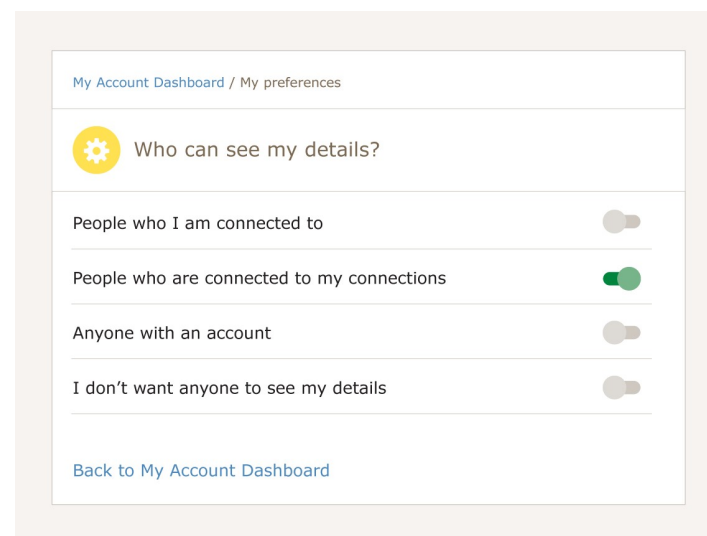 My Account Dashboard / My preferences
Who can see my details?
People who I am connected to
People who are connected to my connections
Anyone with an account
I don’t want anyone to see my details
Back to My Account Dashboard